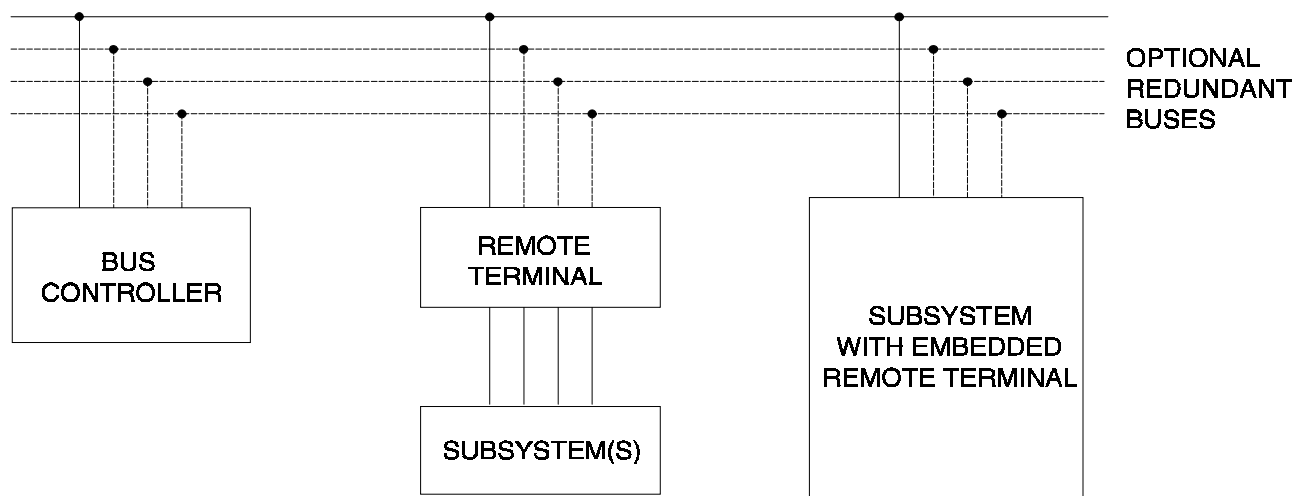 OPTIONAL
REDUNDANT
BUSES
BUS
CONTROLLER
REMOTE
TERMINAL
SUBSYSTEM(S)
SUBSYSTEM
WITH EMBEDDED
REMOTE TERMINAL